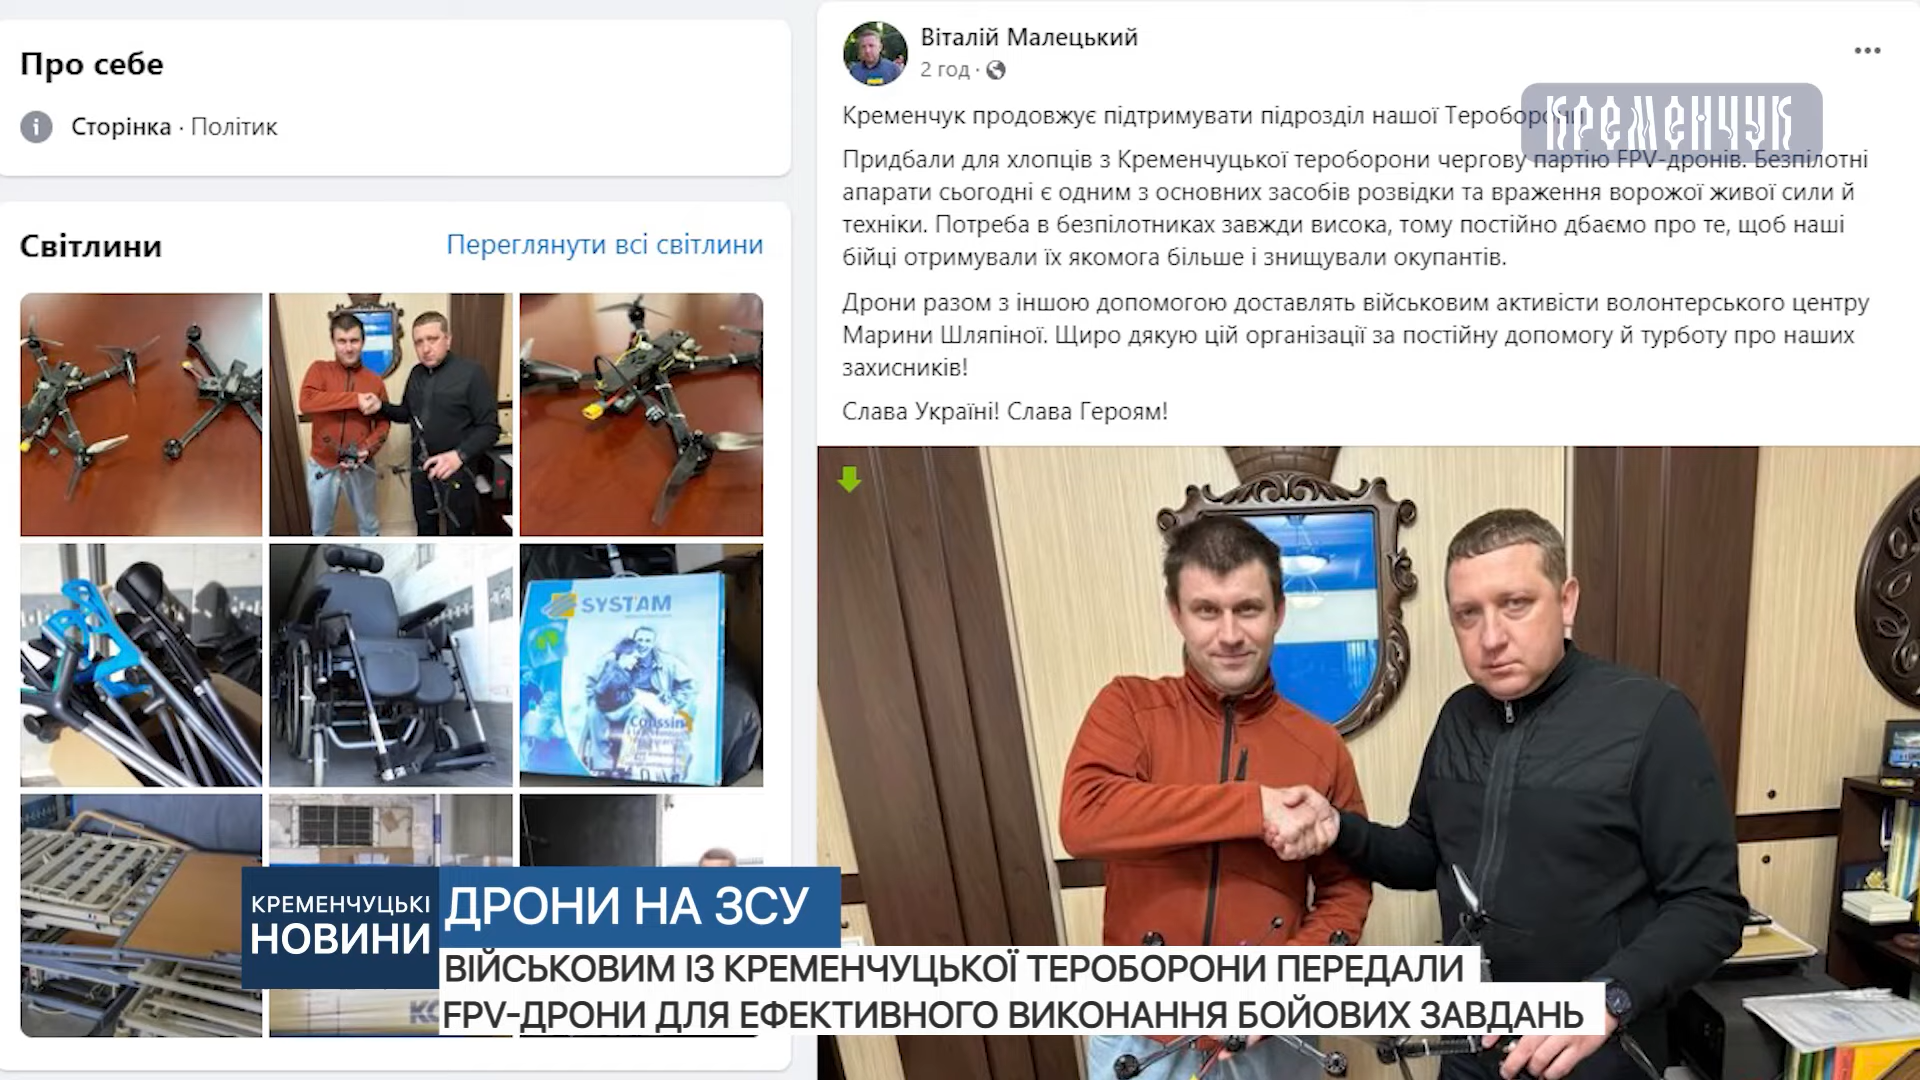 Про себе
Сторінка · Політик
Світлини
Переглянути всі світлини
SYST'AM
Coussin
Віталій Малецький
2 год ·
КРЕМЕНЧУК
Кременчук продовжує підтримувати підрозділ нашої Тероборони
Придбали для хлопців з Кременчуцької тероборони чергову партію FPV-дронів. Безпілотні
апарати сьогодні є одним з основних засобів розвідки та враження ворожої живої сили й
техніки. Потреба в безпілотниках завжди висока, тому постійно дбаємо про те, щоб наші
бійці отримували їх якомога більше і знищували окупантів.
Дрони разом з іншою допомогою доставлять військовим активісти волонтерського центру
Марини Шляпіної. Щиро дякую цій організації за постійну допомогу й турботу про наших
захисників!
Слава Україні! Слава Героям!
КРЕМЕНЧУЦЬКІ
НОВИНИ
ДРОНИ НА ЗСУ
ВІЙСЬКОВИМ ІЗ КРЕМЕНЧУЦЬКОЇ ТЕРОБОРОНИ ПЕРЕДАЛИ
FPV-ДРОНИ ДЛЯ ЕФЕКТИВНОГО ВИКОНАННЯ БОЙОВИХ ЗАВДАНЬ